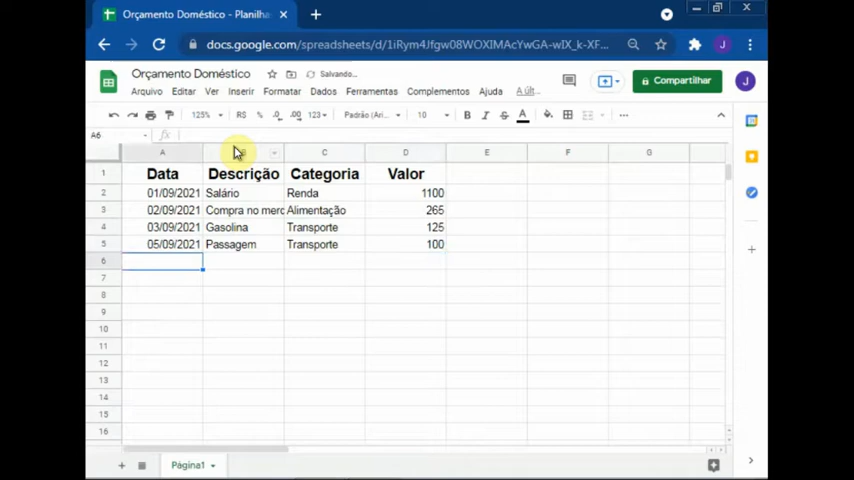 Orçamento Doméstico - Planilha
docs.google.com/spreadsheets/d/1iRym4Jfgw08WOXIMAcYwGA-wIX_k-XF...
J
Orçamento Doméstico
Salvando...
Compartilhar
J
Arquivo Editar Ver Inserir Formatar Dados Ferramentas Complementos Ajuda A últ...
125% R$ % .0 .00 123 Padrão (Ari... 10 B I S A ...
A6 fx
A C D E F G
1 Data Descrição Categoria Valor
2 01/09/2021 Salário Renda 1100
3 02/09/2021 Compra no merc Alimentação 265
4 03/09/2021 Gasolina Transporte 125
5 05/09/2021 Passagem Transporte 100
6
7
8
9
10
11
12
13
14
15
16
Página1